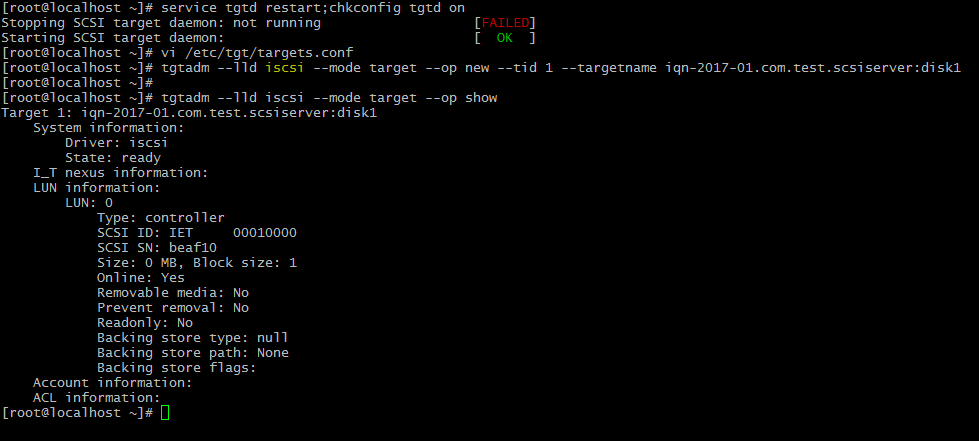 [root@localhost ~]# service tgtd restart;chkconfig tgtd on
Stopping SCSI target daemon: not running                   [FAILED]
Starting SCSI target daemon:                               [  OK  ]
[root@localhost ~]# vi /etc/tgt/targets.conf
[root@localhost ~]# tgtadm --lld iscsi --mode target --op new --tid 1 --targetname iqn-2017-01.com.test.scsiserver:disk1
[root@localhost ~]#
[root@localhost ~]# tgtadm --lld iscsi --mode target --op show
Target 1: iqn-2017-01.com.test.scsiserver:disk1
    System information:
        Driver: iscsi
        State: ready
    I_T nexus information:
    LUN information:
        LUN: 0
            Type: controller
            SCSI ID: IET     00010000
            SCSI SN: beaf10
            Size: 0 MB, Block size: 1
            Online: Yes
            Removable media: No
            Prevent removal: No
            Readonly: No
            Backing store type: null
            Backing store path: None
            Backing store flags:
    Account information:
    ACL information:
[root@localhost ~]#